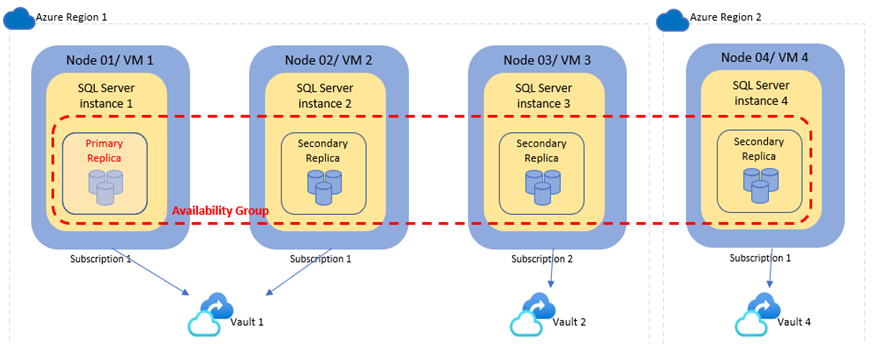 Azure Region 1
Azure Region 2
Node 01/ VM 1
Node 02/ VM 2
Node 03/ VM 3
Node 04/ VM 4
SQL Server
instance 1
SQL Server
instance 2
SQL Server
instance 3
SQL Server
instance 4
Primary
Replica
Secondary
Replica
Secondary
Replica
Secondary
Replica
Availability Group
Subscription 1
Subscription 1
Subscription 2
Subscription 1
Vault 1
Vault 2
Vault 4